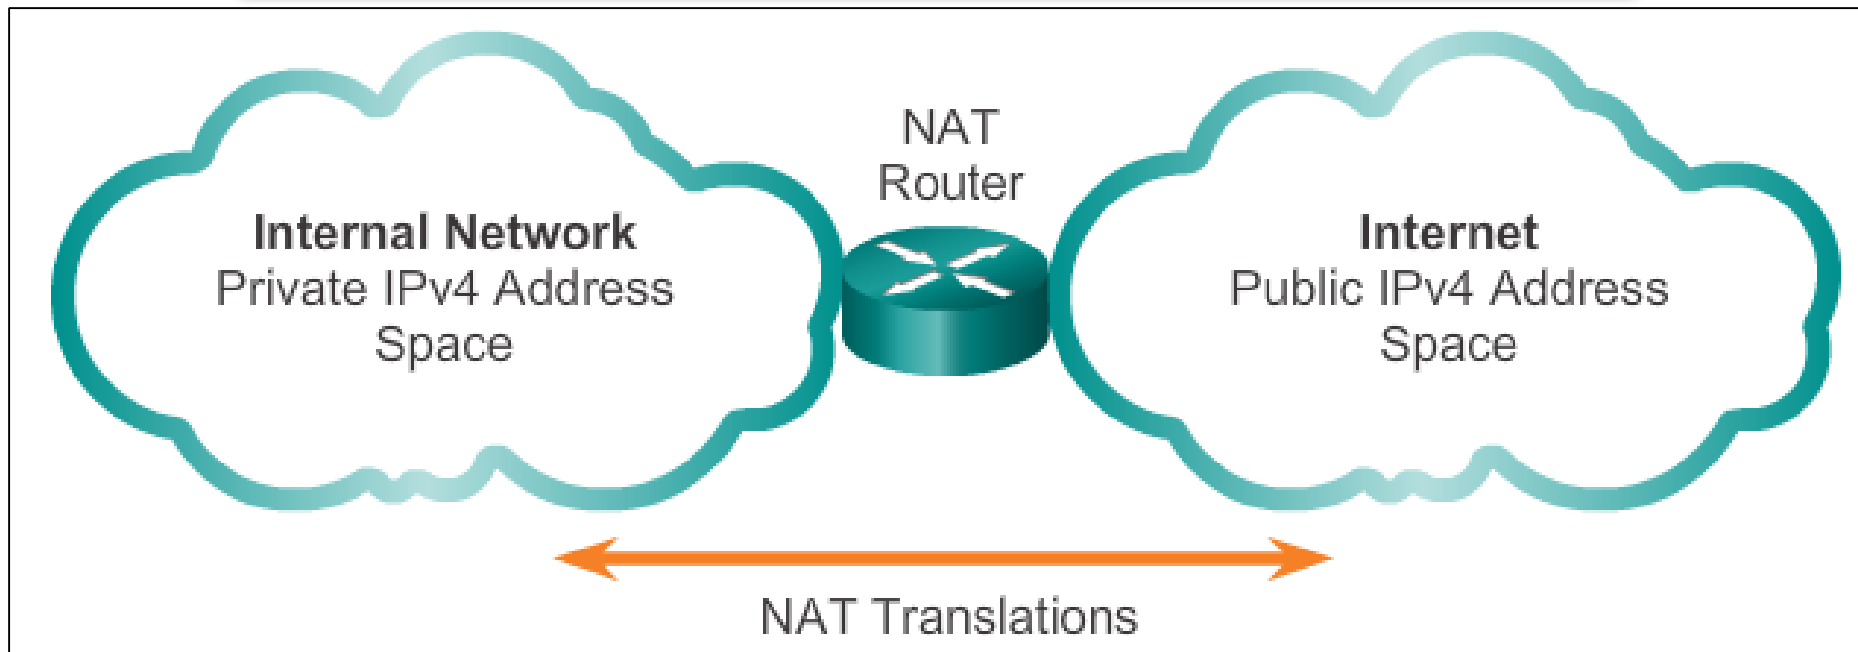 NAT
Router
Internal Network
Private IPv4 Address
Space
Internet
Public IPv4 Address
Space
NAT Translations